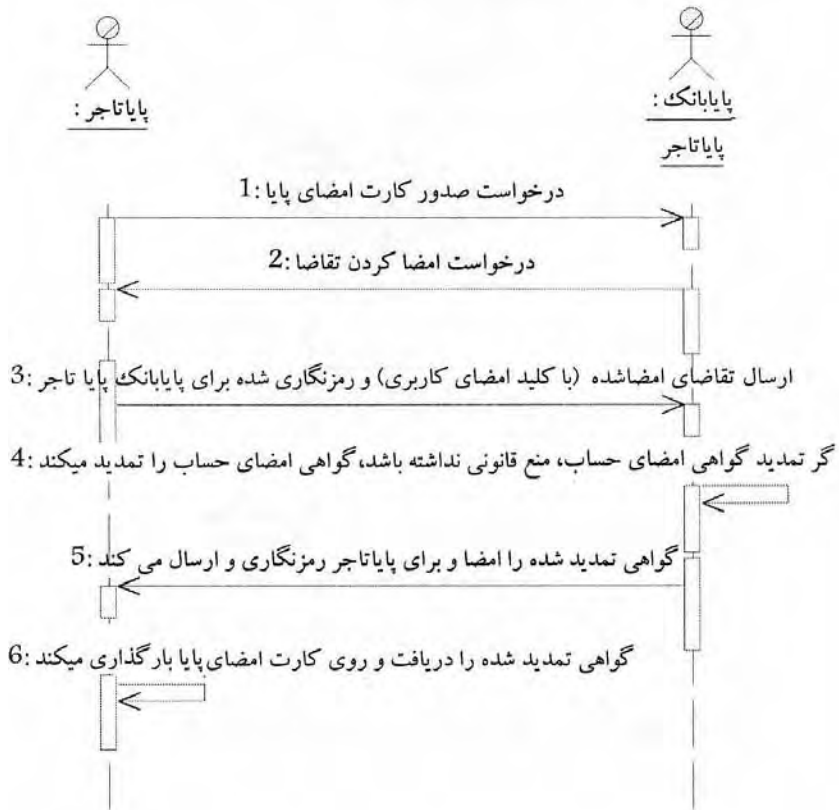 پایاتاجر :
پایابانک :
پایاتاجر
1: درخواست صدور کارت امضای پایا
2: درخواست امضا کردن تقاضا
3: ارسال تقاضای امضاشده (با کلید امضای کاربری) و رمزنگاری شده برای پایابانک پایا تاجر
4: گر تمدید گواهی امضای حساب، منع قانونی نداشته باشد، گواهی امضای حساب را تمدید میکند
5: گواهی تمدید شده را امضا و برای پایاتاجر رمزنگاری و ارسال می کند
6: گواهی تمدید شده را دریافت و روی کارت امضای پایا بارگذاری میکند